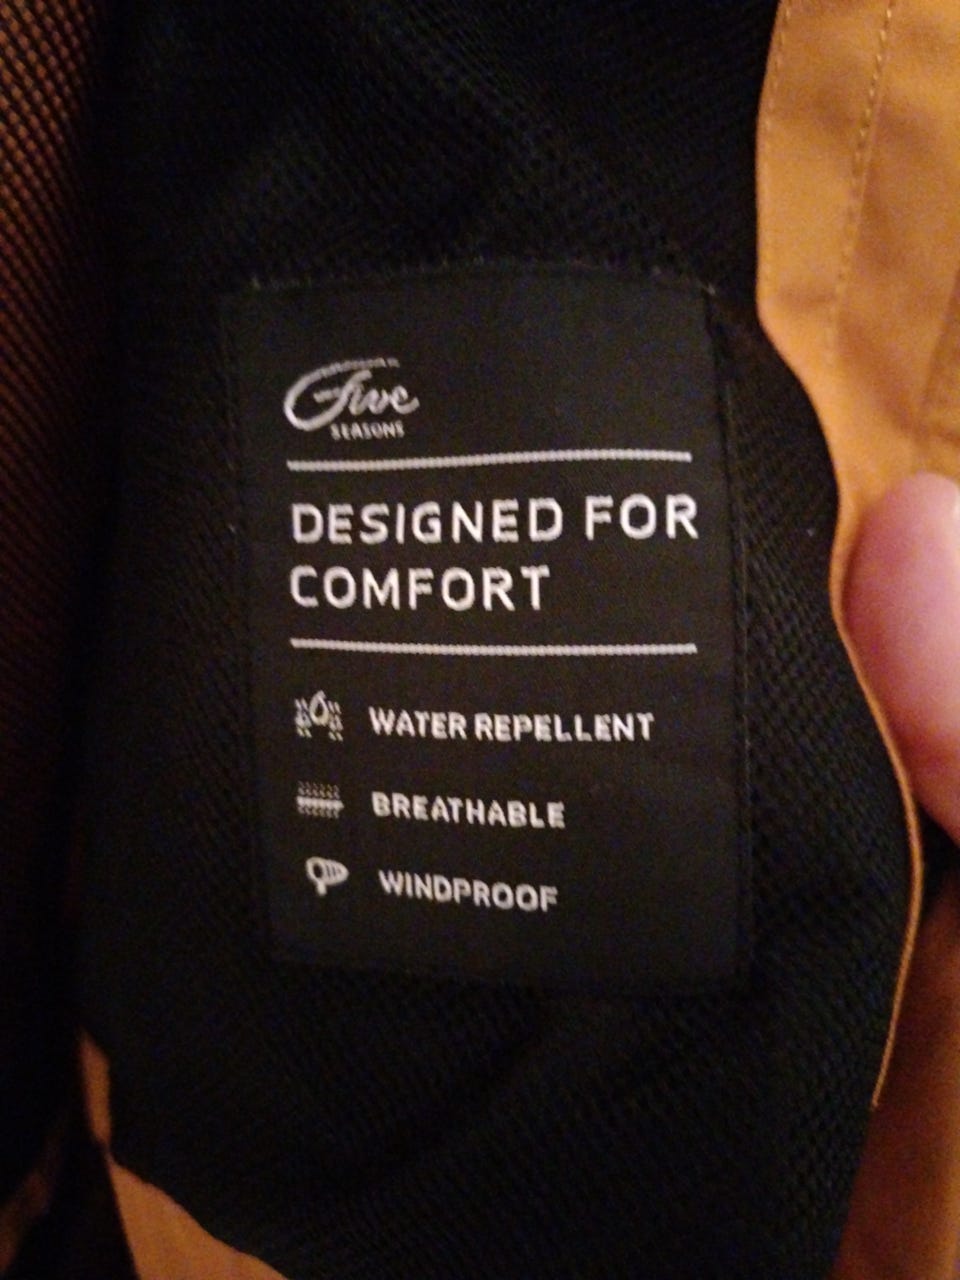 Five
SEASONS
DESIGNED FOR
COMFORT
WATER REPELLENT
BREATHABLE
WINDPROOF